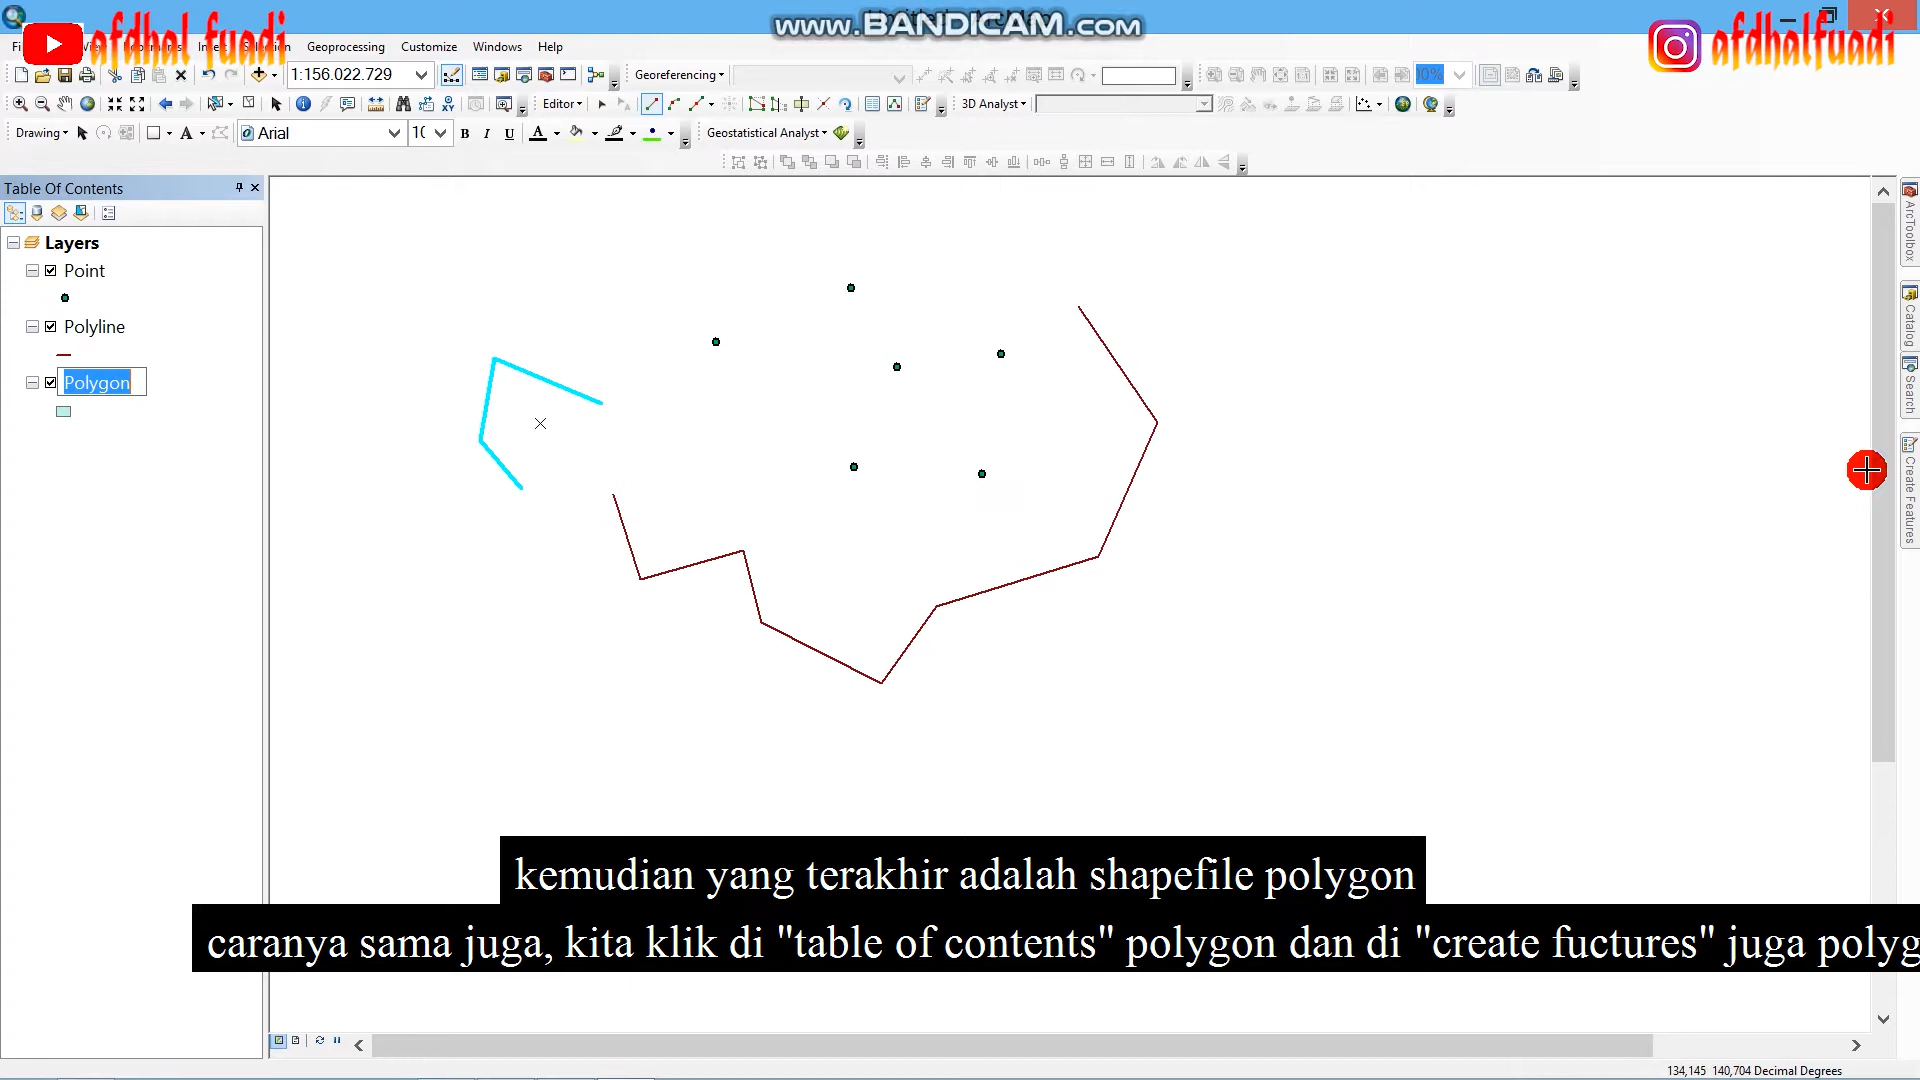 www.BANDICAM.com
afdhal fuadi
afdhalfuadi
Geoprocessing Customize Windows Help
1:156.022.729
Georeferencing
Editor
3D Analyst
Drawing
Arial
10
B I U A
Geostatistical Analyst
Table Of Contents
Layers
Point
Polyline
Polygon
ArcToolbox
Catalog
Search
Create Features
kemudian yang terakhir adalah shapefile polygon
caranya sama juga, kita klik di "table of contents" polygon dan di "create fuctures" juga polyg
134,145 140,704 Decimal Degrees